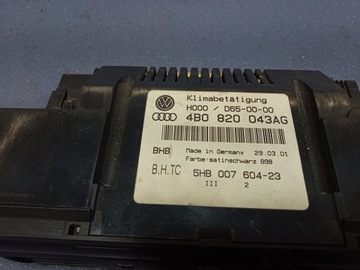 Klimabetätigung
H000 / D65-00-00
4B0 820 043AG
Made in Germany 29.03.01
BHB Farbe:satinschwarz B98
B.H.TC 5HB 007 604-23
III 2